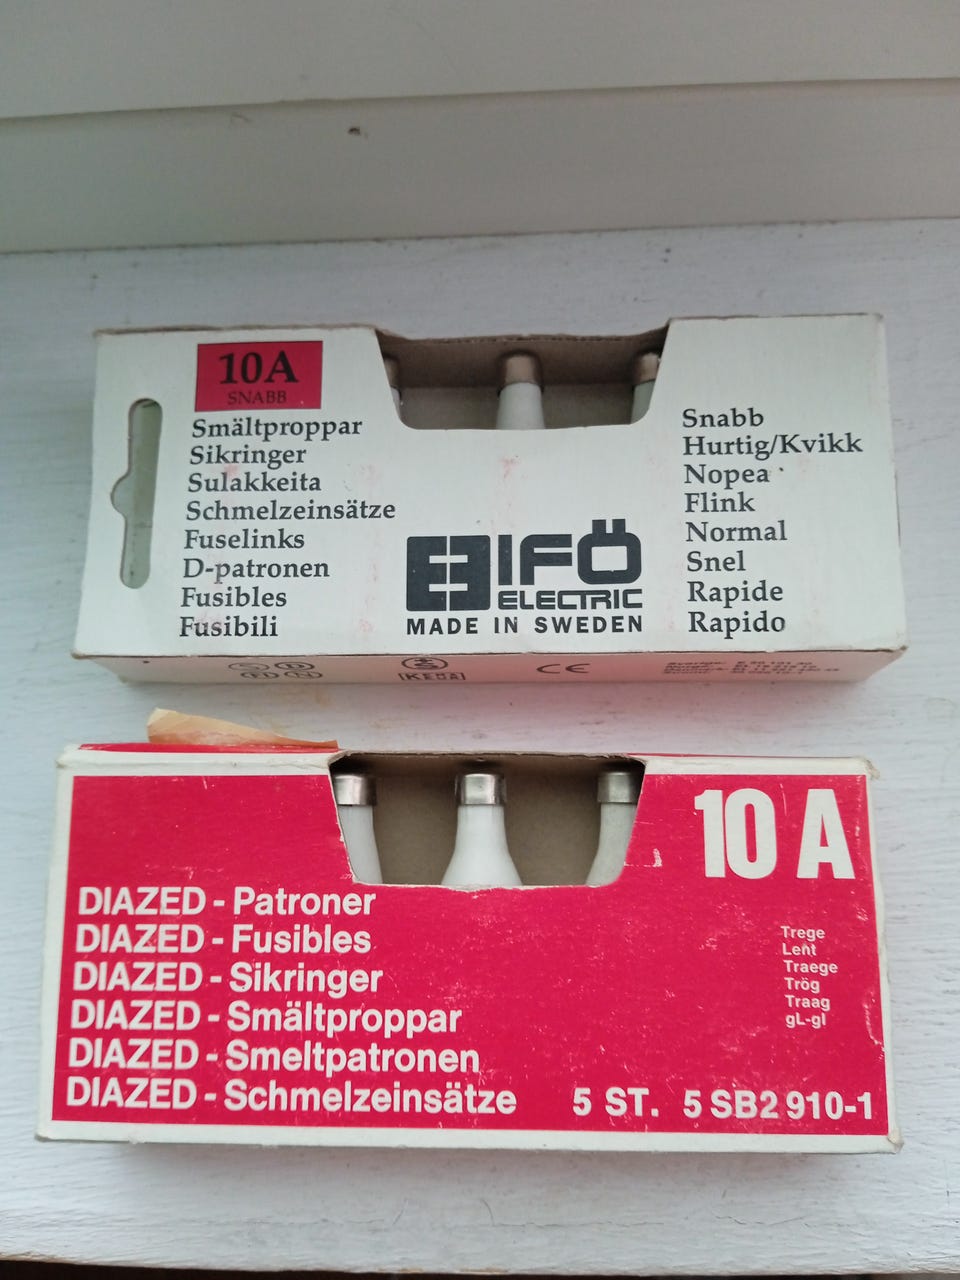 10A
SNABB
Smältproppar
Sikringer
Sulakkeita
Schmelzeinsätze
Fuselinks
D-patronen
Fusibles
Fusibili
IFÖ
ELECTRIC
MADE IN SWEDEN
Snabb
Hurtig/Kvikk
Nopea
Flink
Normal
Snel
Rapide
Rapido
S D
FI N
S
KEMA
CE
10 A
DIAZED - Patroner
DIAZED - Fusibles
DIAZED - Sikringer
DIAZED - Smältproppar
DIAZED - Smeltpatronen
DIAZED - Schmelzeinsätze
Trege
Lent
Traege
Trög
Traag
gL-gl
5 ST. 5 SB2 910-1